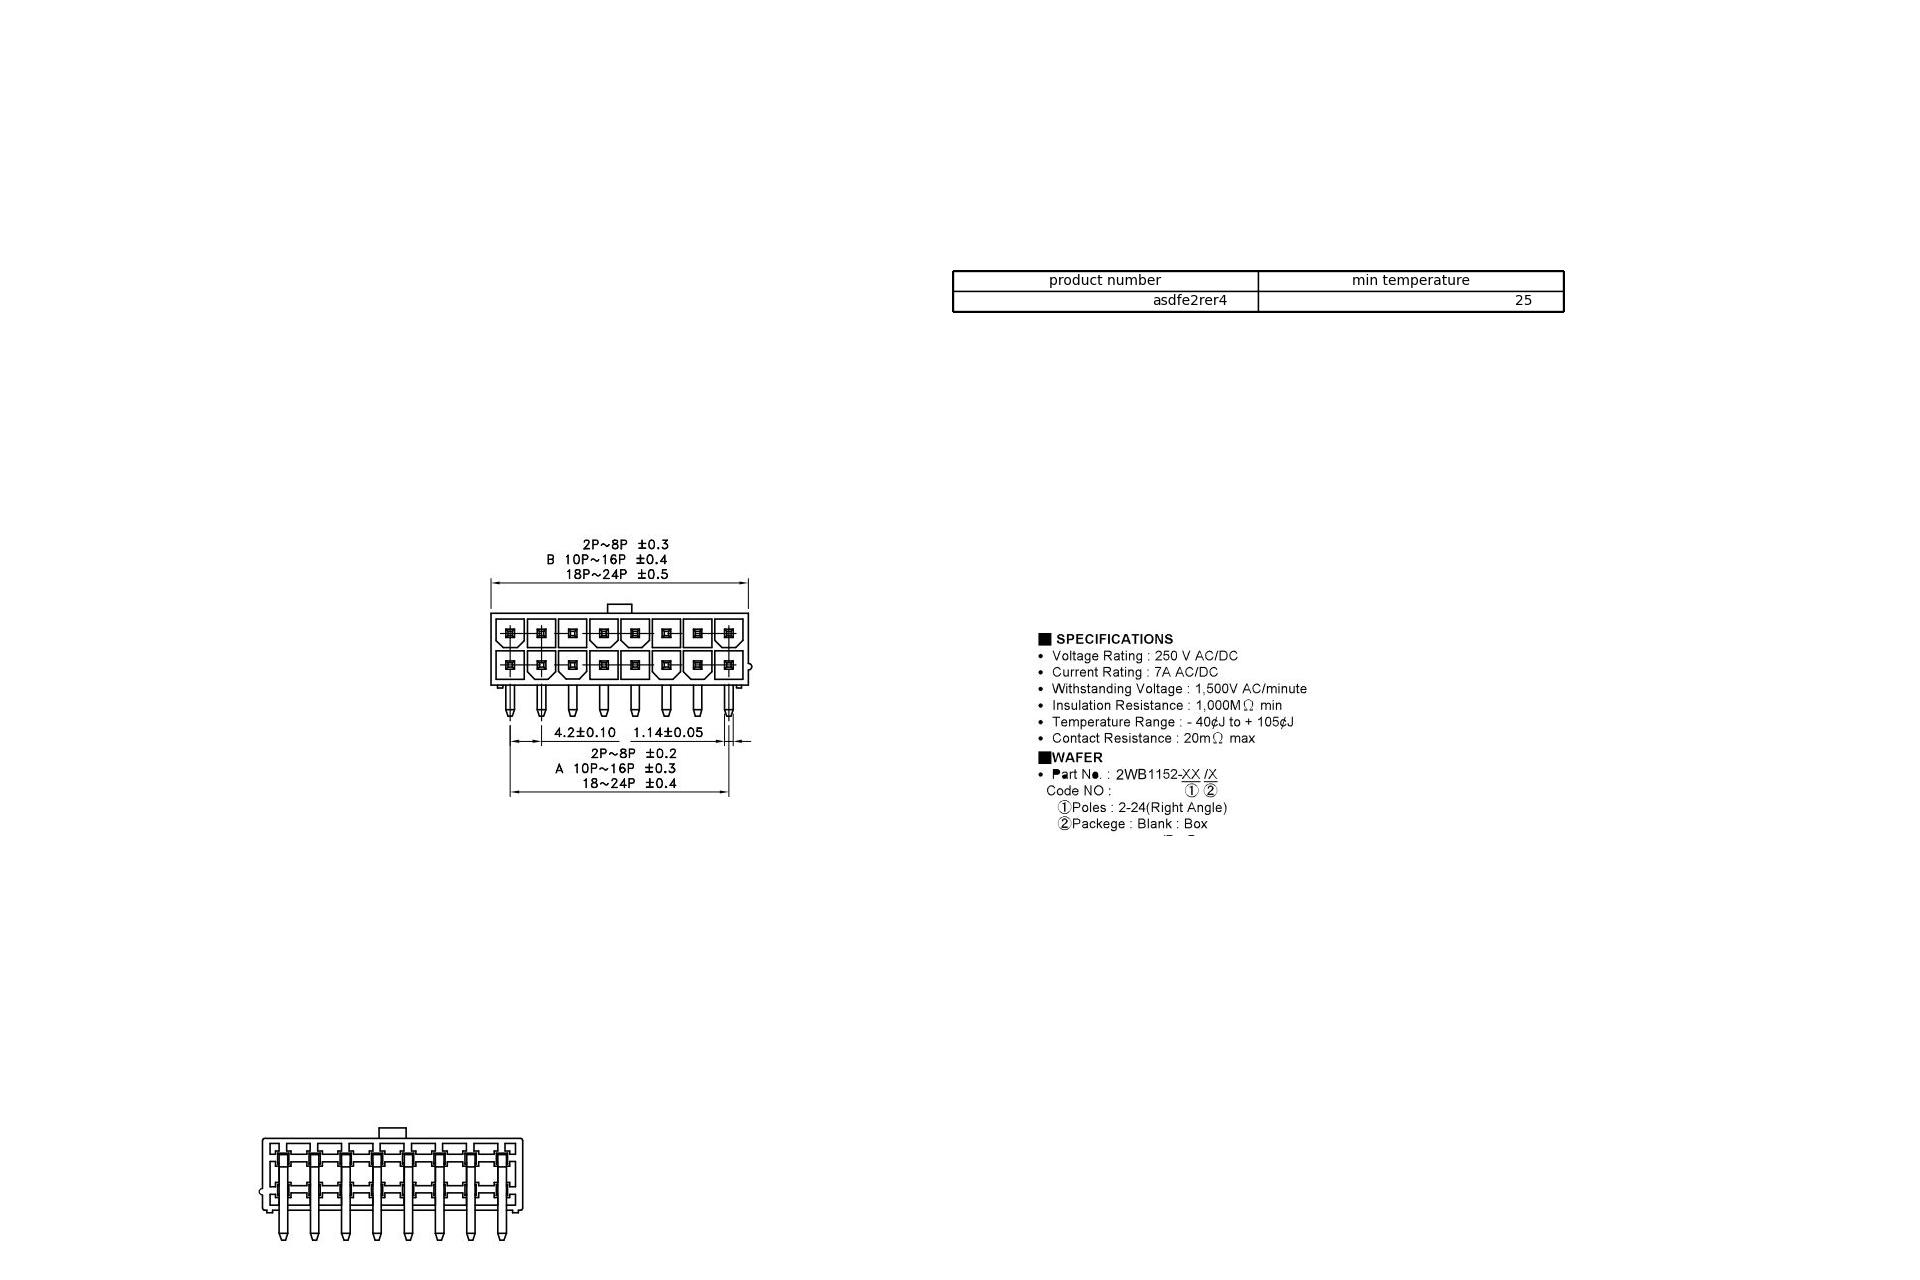 product number min temperature
asdfe2rer4 25
2P~8P ±0.3
B 10P~16P ±0.4
18P~24P ±0.5
4.2±0.10 1.14±0.05
2P~8P ±0.2
A 10P~16P ±0.3
18~24P ±0.4
■ SPECIFICATIONS
• Voltage Rating : 250 V AC/DC
• Current Rating : 7A AC/DC
• Withstanding Voltage : 1,500V AC/minute
• Insulation Resistance : 1,000MΩ min
• Temperature Range : - 40¢J to + 105¢J
• Contact Resistance : 20mΩ max
■WAFER
• Part No. : 2WB1152-XX /X
Code NO : ① ②
①Poles : 2-24(Right Angle)
②Packege : Blank : Box